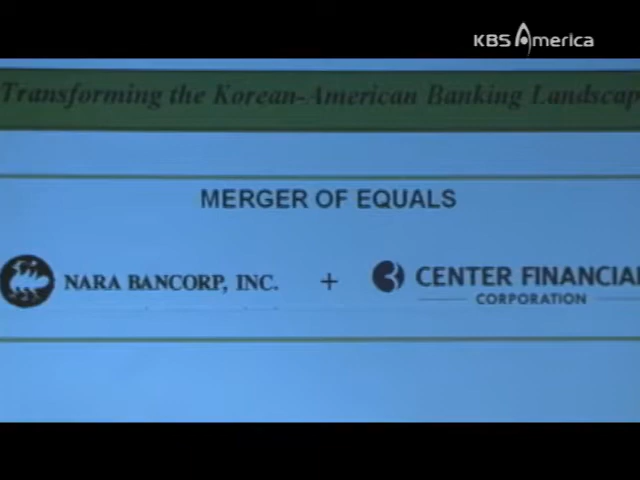 KBS America
Transforming the Korean-American Banking Landscap
MERGER OF EQUALS
NARA BANCORP, INC. + CENTER FINANCIAL
CORPORATION